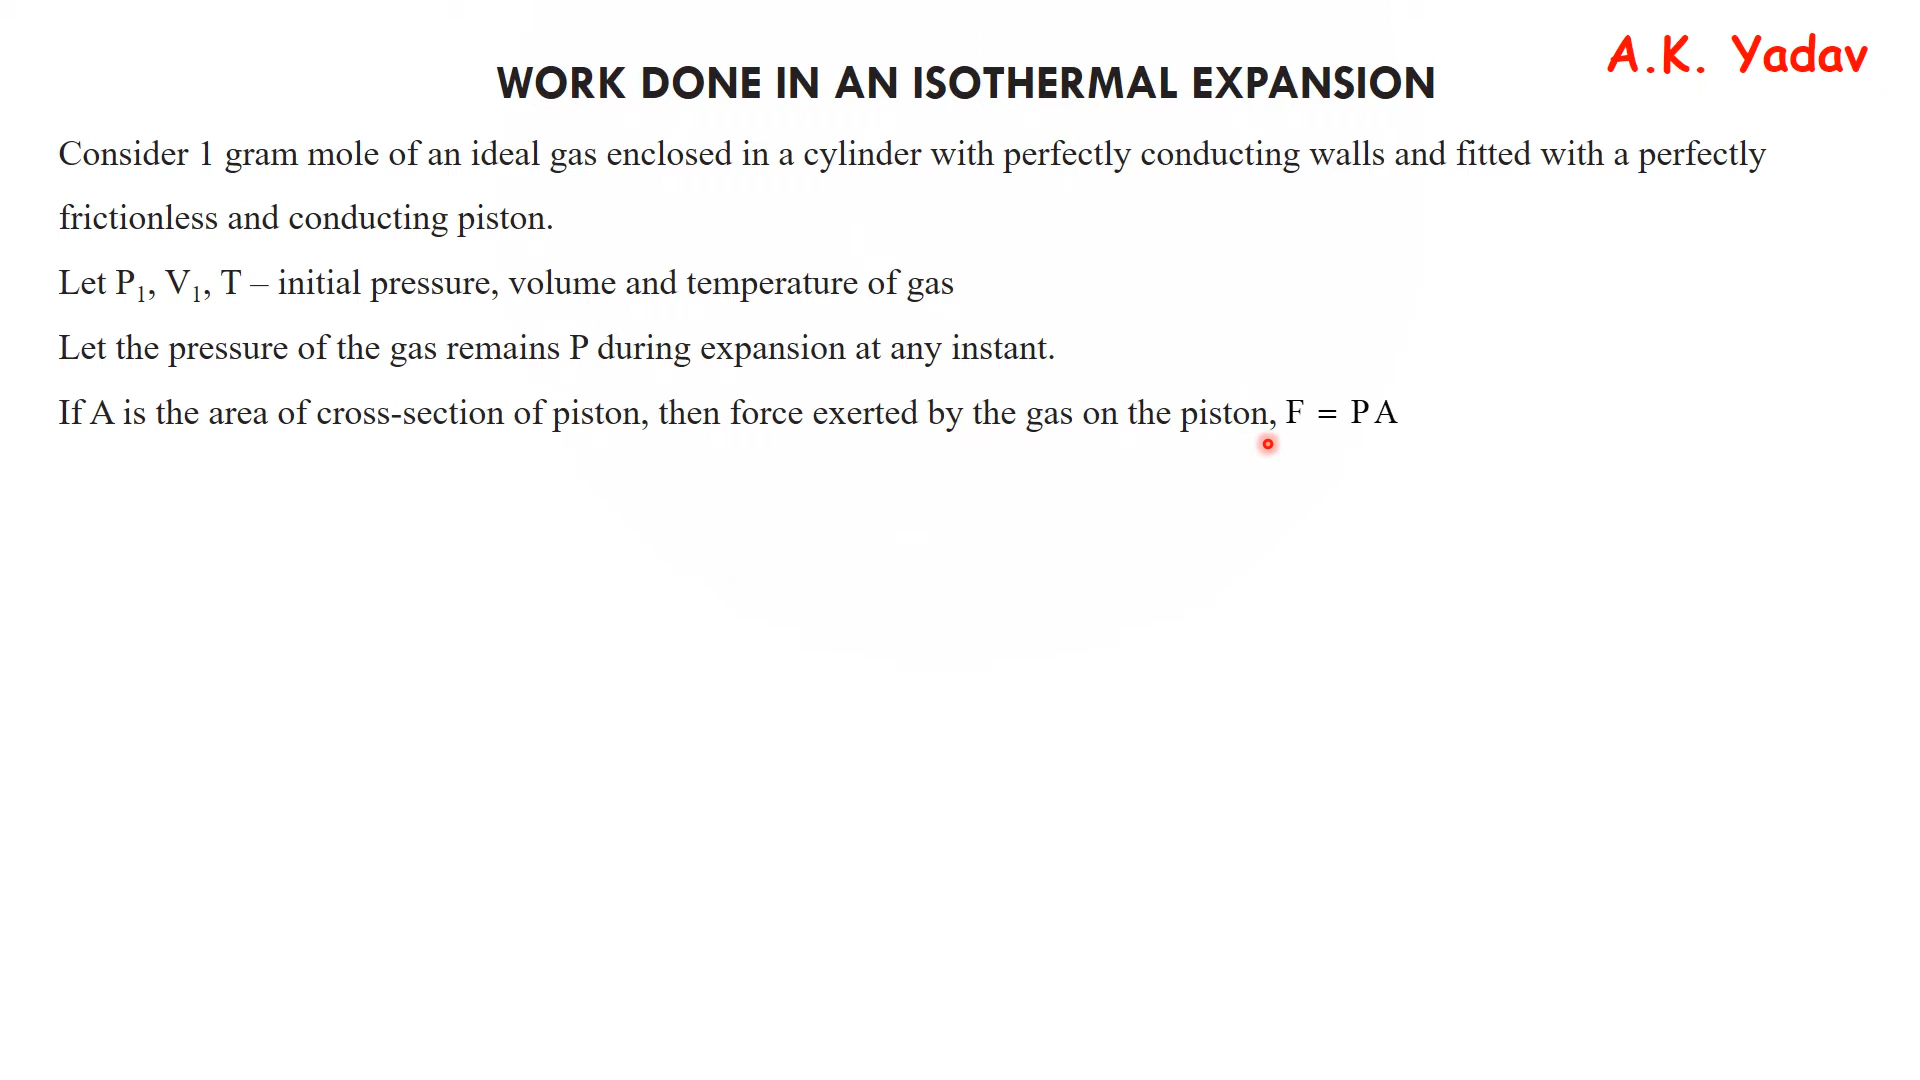 A.K. Yadav
WORK DONE IN AN ISOTHERMAL EXPANSION
Consider 1 gram mole of an ideal gas enclosed in a cylinder with perfectly conducting walls and fitted with a perfectly
frictionless and conducting piston.
Let P₁, V₁, T – initial pressure, volume and temperature of gas
Let the pressure of the gas remains P during expansion at any instant.
If A is the area of cross-section of piston, then force exerted by the gas on the piston, F = P A